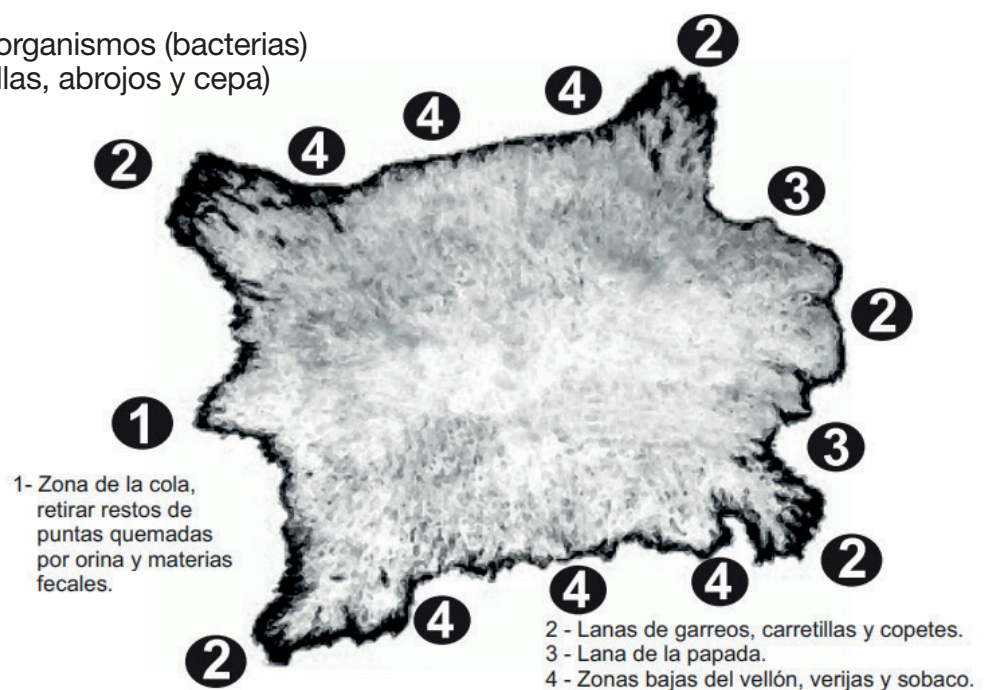 organismos (bacterias)
llas, abrojos y cepa)
2
4
4
4
2
3
2
1
3
2
4
4
4
2
1- Zona de la cola,
retirar restos de
puntas quemadas
por orina y materias
fecales.
2 - Lanas de garreos, carretillas y copetes.
3 - Lana de la papada.
4 - Zonas bajas del vellón, verijas y sobaco.